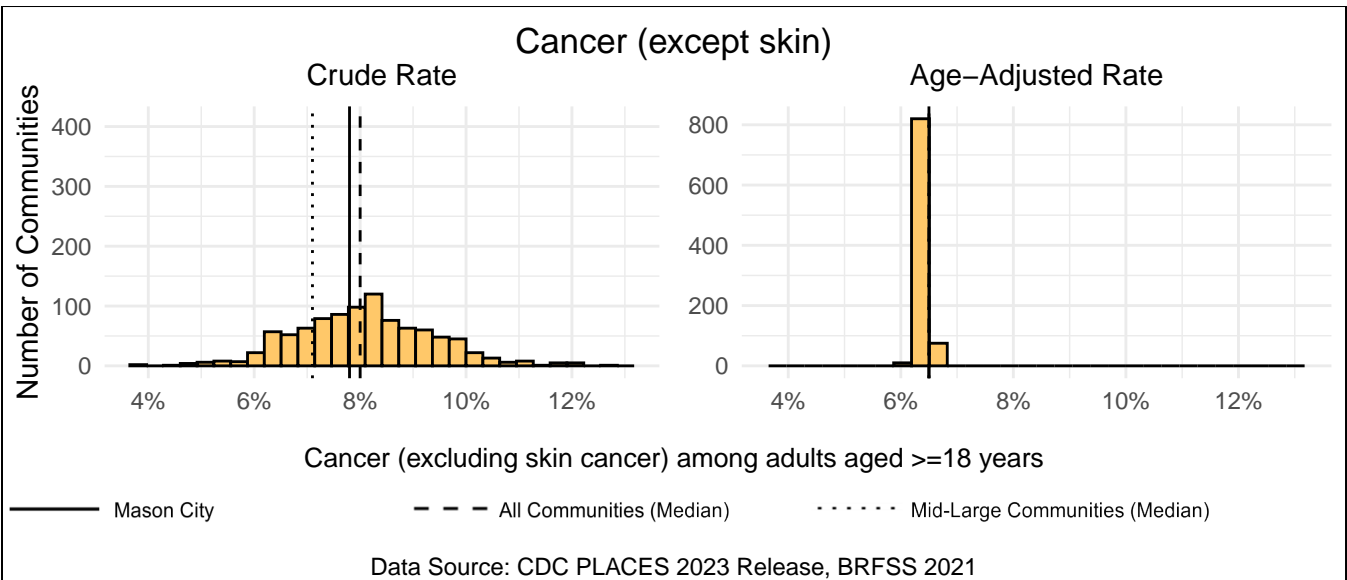 Cancer (except skin)
Crude Rate
Age−Adjusted Rate
Number of Communities
400
300
200
100
0
4%
6%
8%
10%
12%
800
600
400
200
0
4%
6%
8%
10%
12%
Cancer (excluding skin cancer) among adults aged >=18 years
Mason City
All Communities (Median)
Mid-Large Communities (Median)
Data Source: CDC PLACES 2023 Release, BRFSS 2021